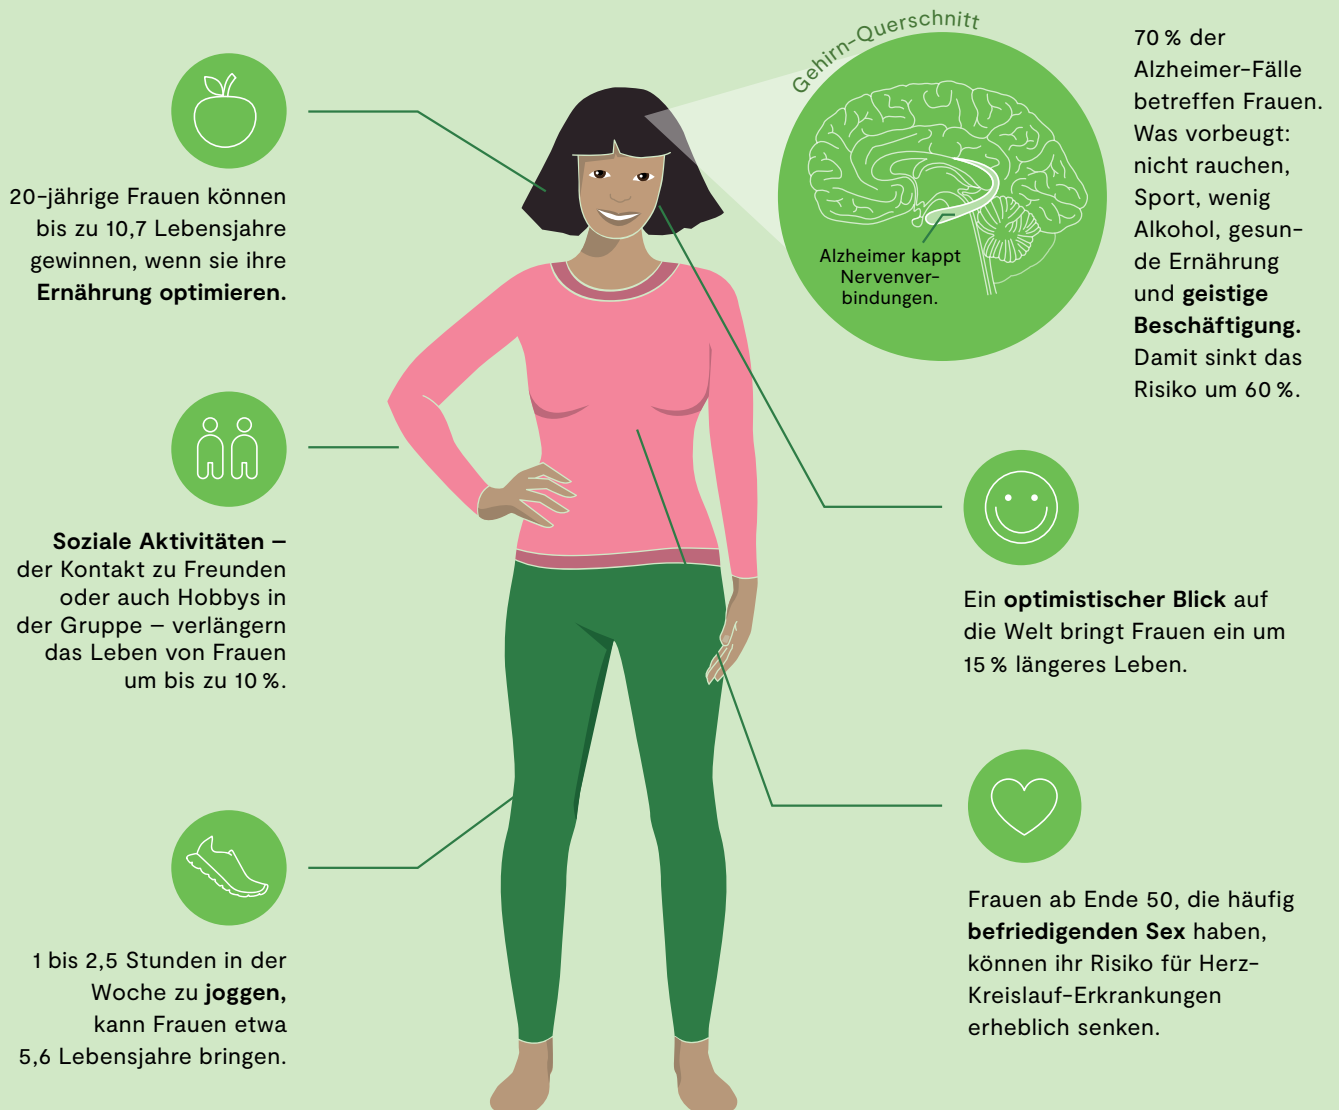 20-jährige Frauen können
bis zu 10,7 Lebensjahre
gewinnen, wenn sie ihre
Ernährung optimieren.
Soziale Aktivitäten –
der Kontakt zu Freunden
oder auch Hobbys in
der Gruppe – verlängern
das Leben von Frauen
um bis zu 10 %.
1 bis 2,5 Stunden in der
Woche zu joggen,
kann Frauen etwa
5,6 Lebensjahre bringen.
Gehirn-Querschnitt
Alzheimer kappt
Nervenver-
bindungen.
70 % der
Alzheimer-Fälle
betreffen Frauen.
Was vorbeugt:
nicht rauchen,
Sport, wenig
Alkohol, gesun-
de Ernährung
und geistige
Beschäftigung.
Damit sinkt das
Risiko um 60 %.
Ein optimistischer Blick auf
die Welt bringt Frauen ein um
15 % längeres Leben.
Frauen ab Ende 50, die häufig
befriedigenden Sex haben,
können ihr Risiko für Herz-
Kreislauf-Erkrankungen
erheblich senken.